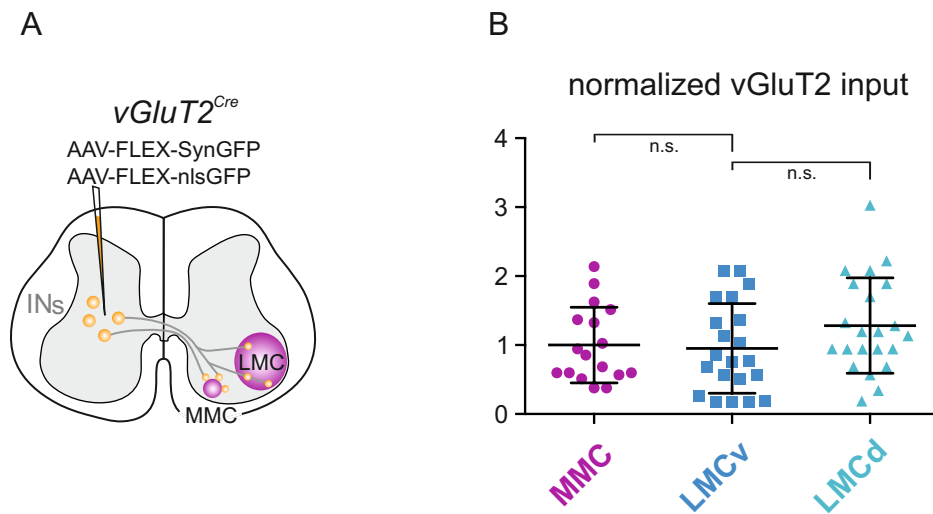 A
vGluT2Cre
AAV-FLEX-SynGFP
AAV-FLEX-nlsGFP
INs
LMC
MMC
B
normalized vGluT2 input
4
3
2
1
0
n.s.
n.s.
MMC
LMCv
LMCd